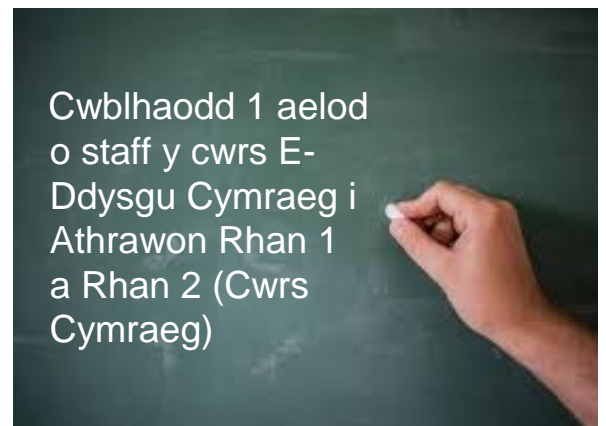 Cwblhaodd 1 aelod
o staff y cwrs E-
Ddysgu Cymraeg i
Athrawon Rhan 1
a Rhan 2 (Cwrs
Cymraeg)